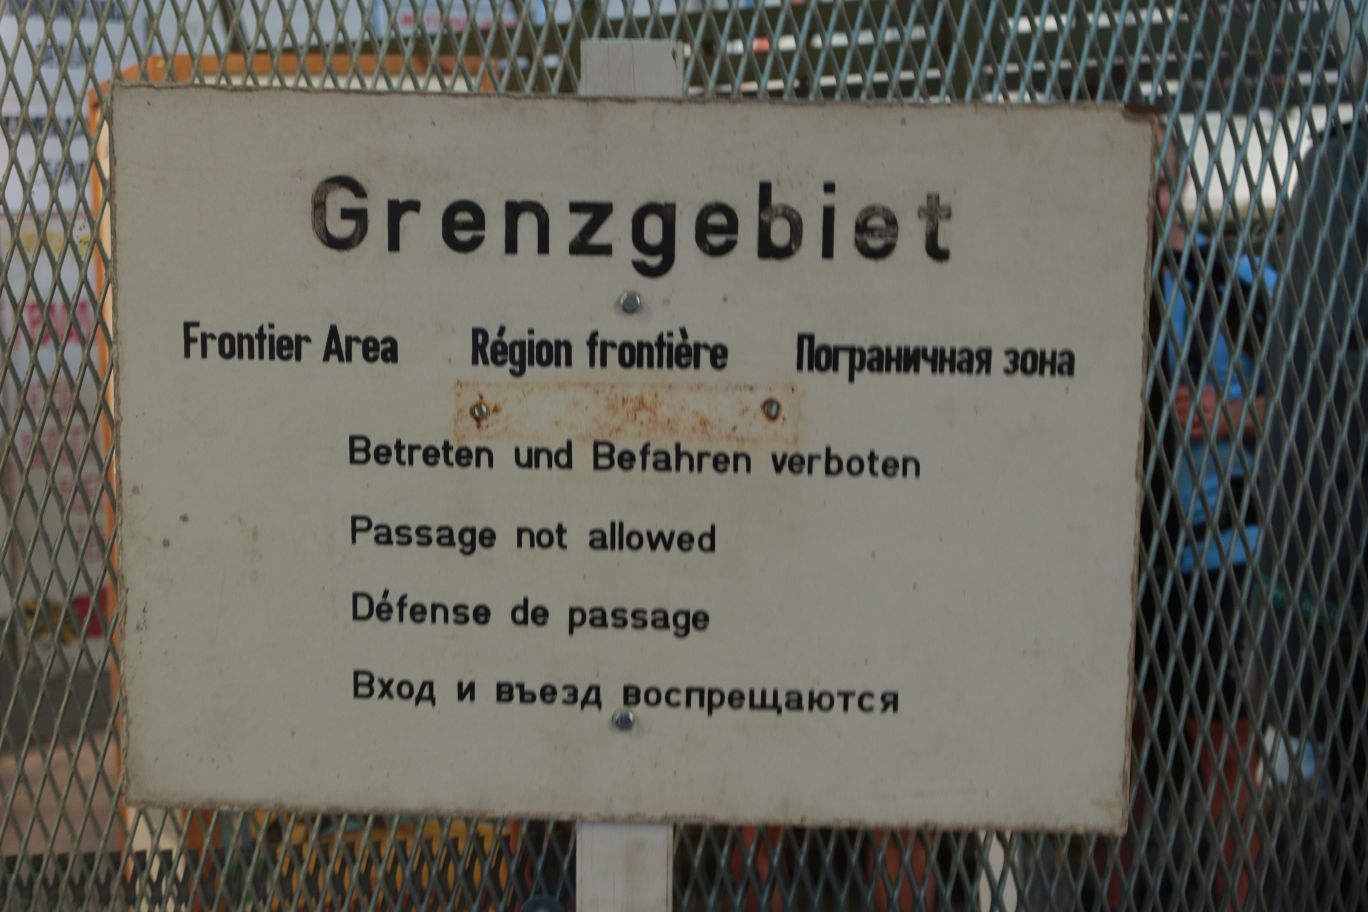 Grenzgebiet
Frontier Area Région frontière Пограничная зона
Betreten und Befahren verboten
Passage not allowed
Défense de passage
Вход и въезд воспрещаются